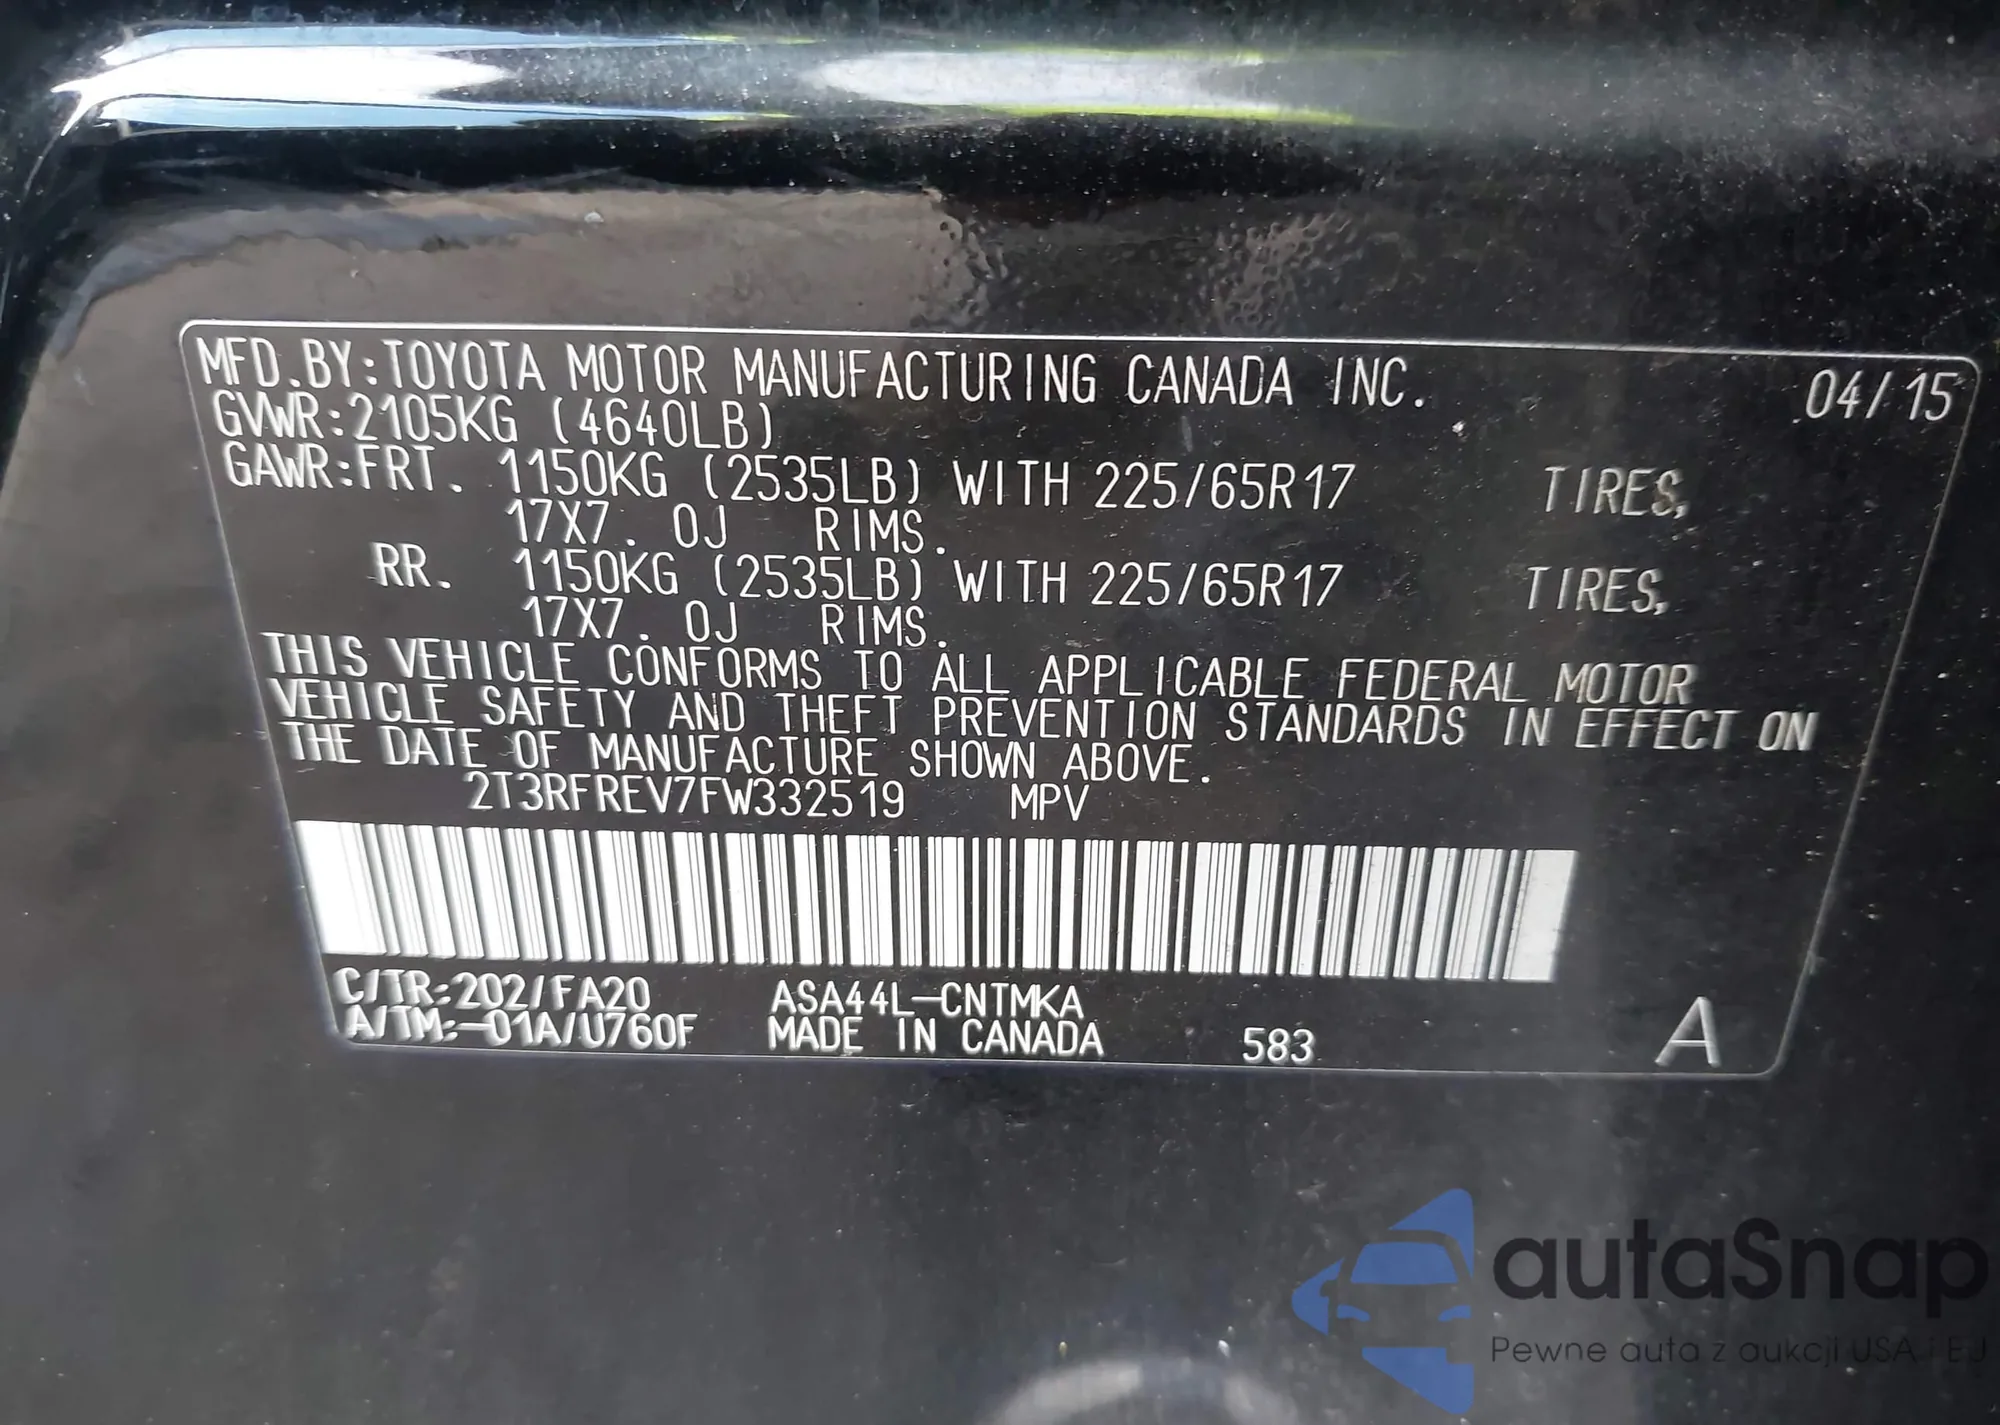 MFD.BY:TOYOTA MOTOR MANUFACTURING CANADA INC. 04/15
GVWR:2105KG (4640LB)
GAWR:FRT. 1150KG (2535LB) WITH 225/65R17 TIRES,
17X7.0J RIMS.
RR. 1150KG (2535LB) WITH 225/65R17 TIRES,
17X7.0J RIMS.
THIS VEHICLE CONFORMS TO ALL APPLICABLE FEDERAL MOTOR
VEHICLE SAFETY AND THEFT PREVENTION STANDARDS IN EFFECT ON
THE DATE OF MANUFACTURE SHOWN ABOVE.
2T3RFREV7FW332519 MPV
C/TR:202/FA20 ASA44L-CNTMKA
A/TM:-01A/U760F MADE IN CANADA 583 A
autaSnap
Pewne auta z aukcji USA i EU